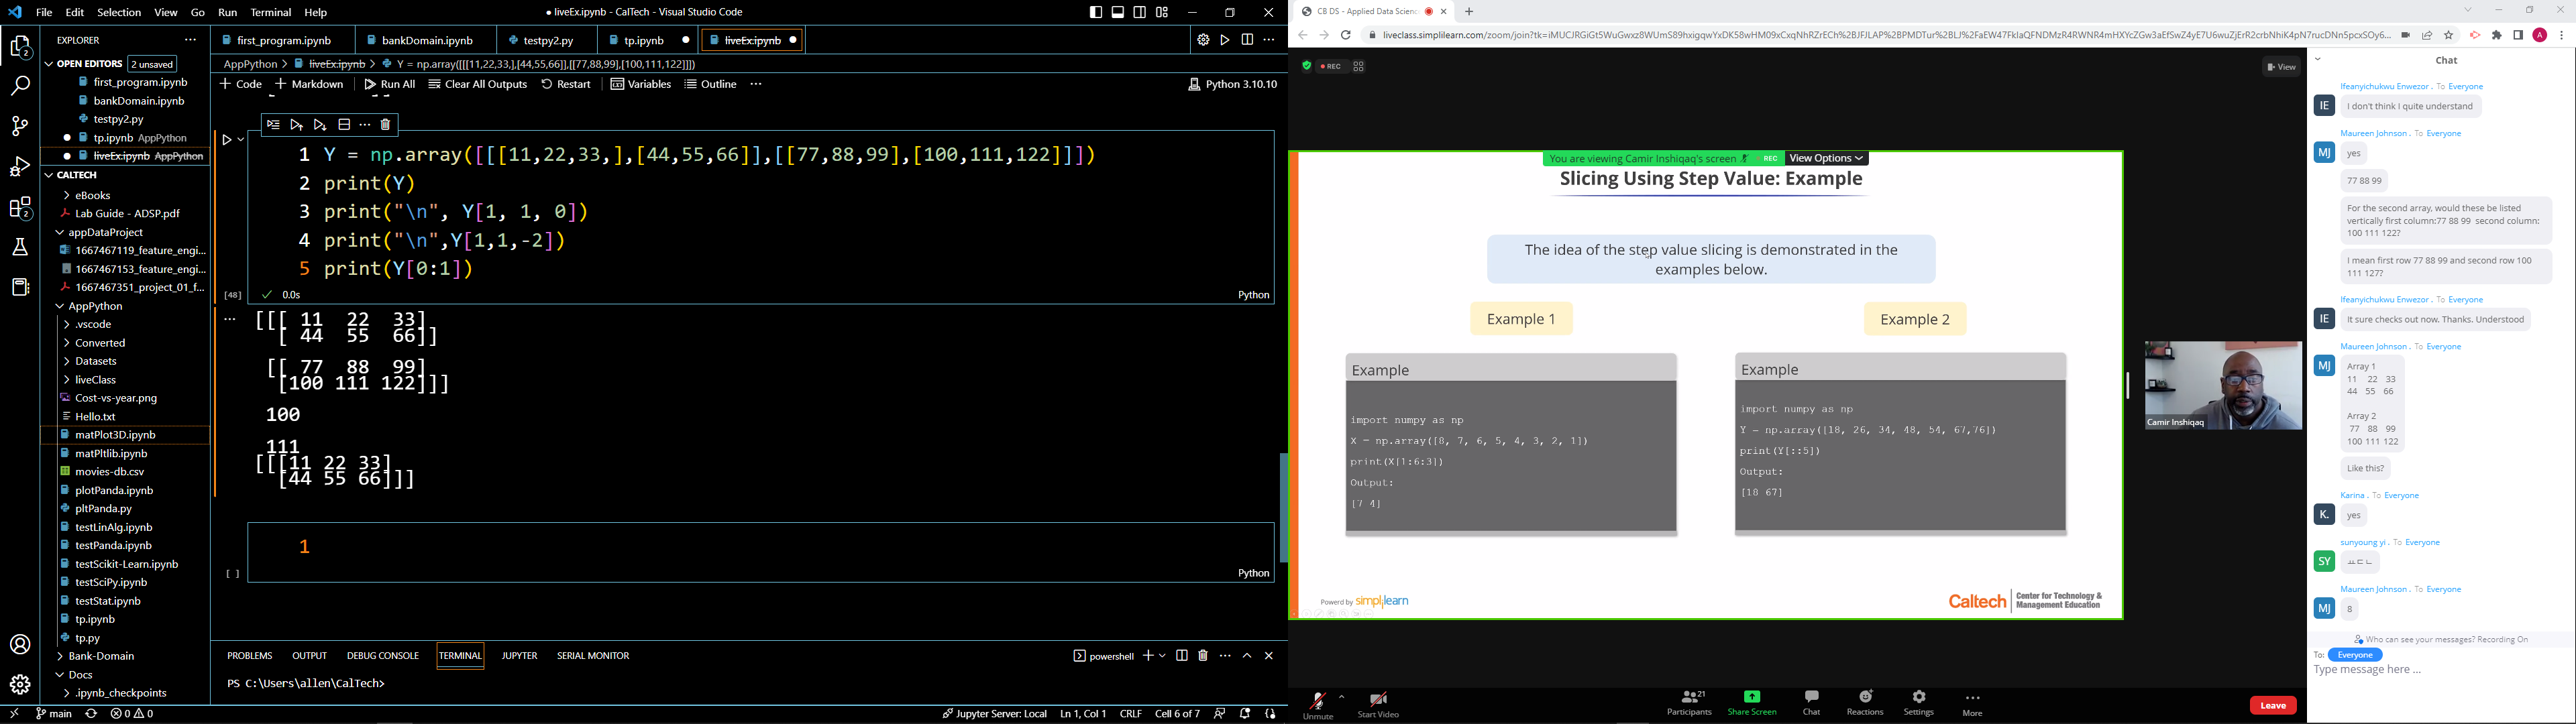 File Edit Selection View Go Run Terminal Help
● liveEx.ipynb - CalTech - Visual Studio Code
EXPLORER
OPEN EDITORS 2 unsaved
first_program.ipynb
bankDomain.ipynb
testpy2.py
tp.ipynb AppPython
liveEx.ipynb AppPython
CALTECH
eBooks
Lab Guide - ADSP.pdf
appDataProject
1667467119_feature_engi...
1667467153_feature_engi...
1667467351_project_01_f...
AppPython
.vscode
Converted
Datasets
liveClass
Cost-vs-year.png
Hello.txt
matPlot3D.ipynb
matPltlib.ipynb
movies-db.csv
plotPanda.ipynb
pltPanda.py
testLinAlg.ipynb
testPanda.ipynb
testScikit-Learn.ipynb
testSciPy.ipynb
testStat.ipynb
tp.ipynb
tp.py
Bank-Domain
Docs
.ipynb_checkpoints
first_program.ipynb bankDomain.ipynb testpy2.py tp.ipynb liveEx.ipynb
AppPython > liveEx.ipynb > Y = np.array([[[11,22,33,],[44,55,66]],[[77,88,99],[100,111,122]]])
+ Code + Markdown Run All Clear All Outputs Restart Variables Outline ... Python 3.10.10
1 Y = np.array([[[11,22,33,],[44,55,66]],[[77,88,99],[100,111,122]]])
2 print(Y)
3 print("\n", Y[1, 1, 0])
4 print("\n",Y[1,1,-2])
5 print(Y[0:1])
[48] 0.0s Python
[[[ 11 22 33]
[ 44 55 66]]
[[ 77 88 99]
[100 111 122]]]
100
111
[[[11 22 33]
[44 55 66]]]
1
[ ] Python
PROBLEMS OUTPUT DEBUG CONSOLE TERMINAL JUPYTER SERIAL MONITOR
powershell
PS C:\Users\allen\CalTech>
main 0 0
Jupyter Server: Local Ln 1, Col 1 CRLF Cell 6 of 7
CB DS - Applied Data Scienc
REC
View
You are viewing Camir Inshiqaq's screen REC View Options
Slicing Using Step Value: Example
The idea of the step value slicing is demonstrated in the
examples below.
Example 1
Example 2
Example
import numpy as np
X = np.array([8, 7, 6, 5, 4, 3, 2, 1])
print(X[1:6:3])
Output:
[7 4]
Example
import numpy as np
Y = np.array([18, 26, 34, 48, 54, 67,76])
print(Y[::5])
Output:
[18 67]
Powerd by simplilearn
Caltech Center for Technology &
Management Education
Camir Inshiqaq
Unmute
Start Video
Participants 21
Share Screen
Chat
Reactions
Settings
More
Leave
Chat
Ifeanyichukwu Enwezor . To Everyone
IE I don't think I quite understand
Maureen Johnson . To Everyone
MJ yes
77 88 99
For the second array, would these be listed
vertically first column:77 88 99 second column:
100 111 122?
I mean first row 77 88 99 and second row 100
111 127?
Ifeanyichukwu Enwezor . To Everyone
IE It sure checks out now. Thanks. Understood
Maureen Johnson . To Everyone
MJ Array 1
11 22 33
44 55 66
Array 2
77 88 99
100 111 122
Like this?
Karina . To Everyone
K. yes
sunyoung yi . To Everyone
SY ㅛㄷㄴ
Maureen Johnson . To Everyone
MJ 8
Who can see your messages? Recording On
To: Everyone
Type message here ...